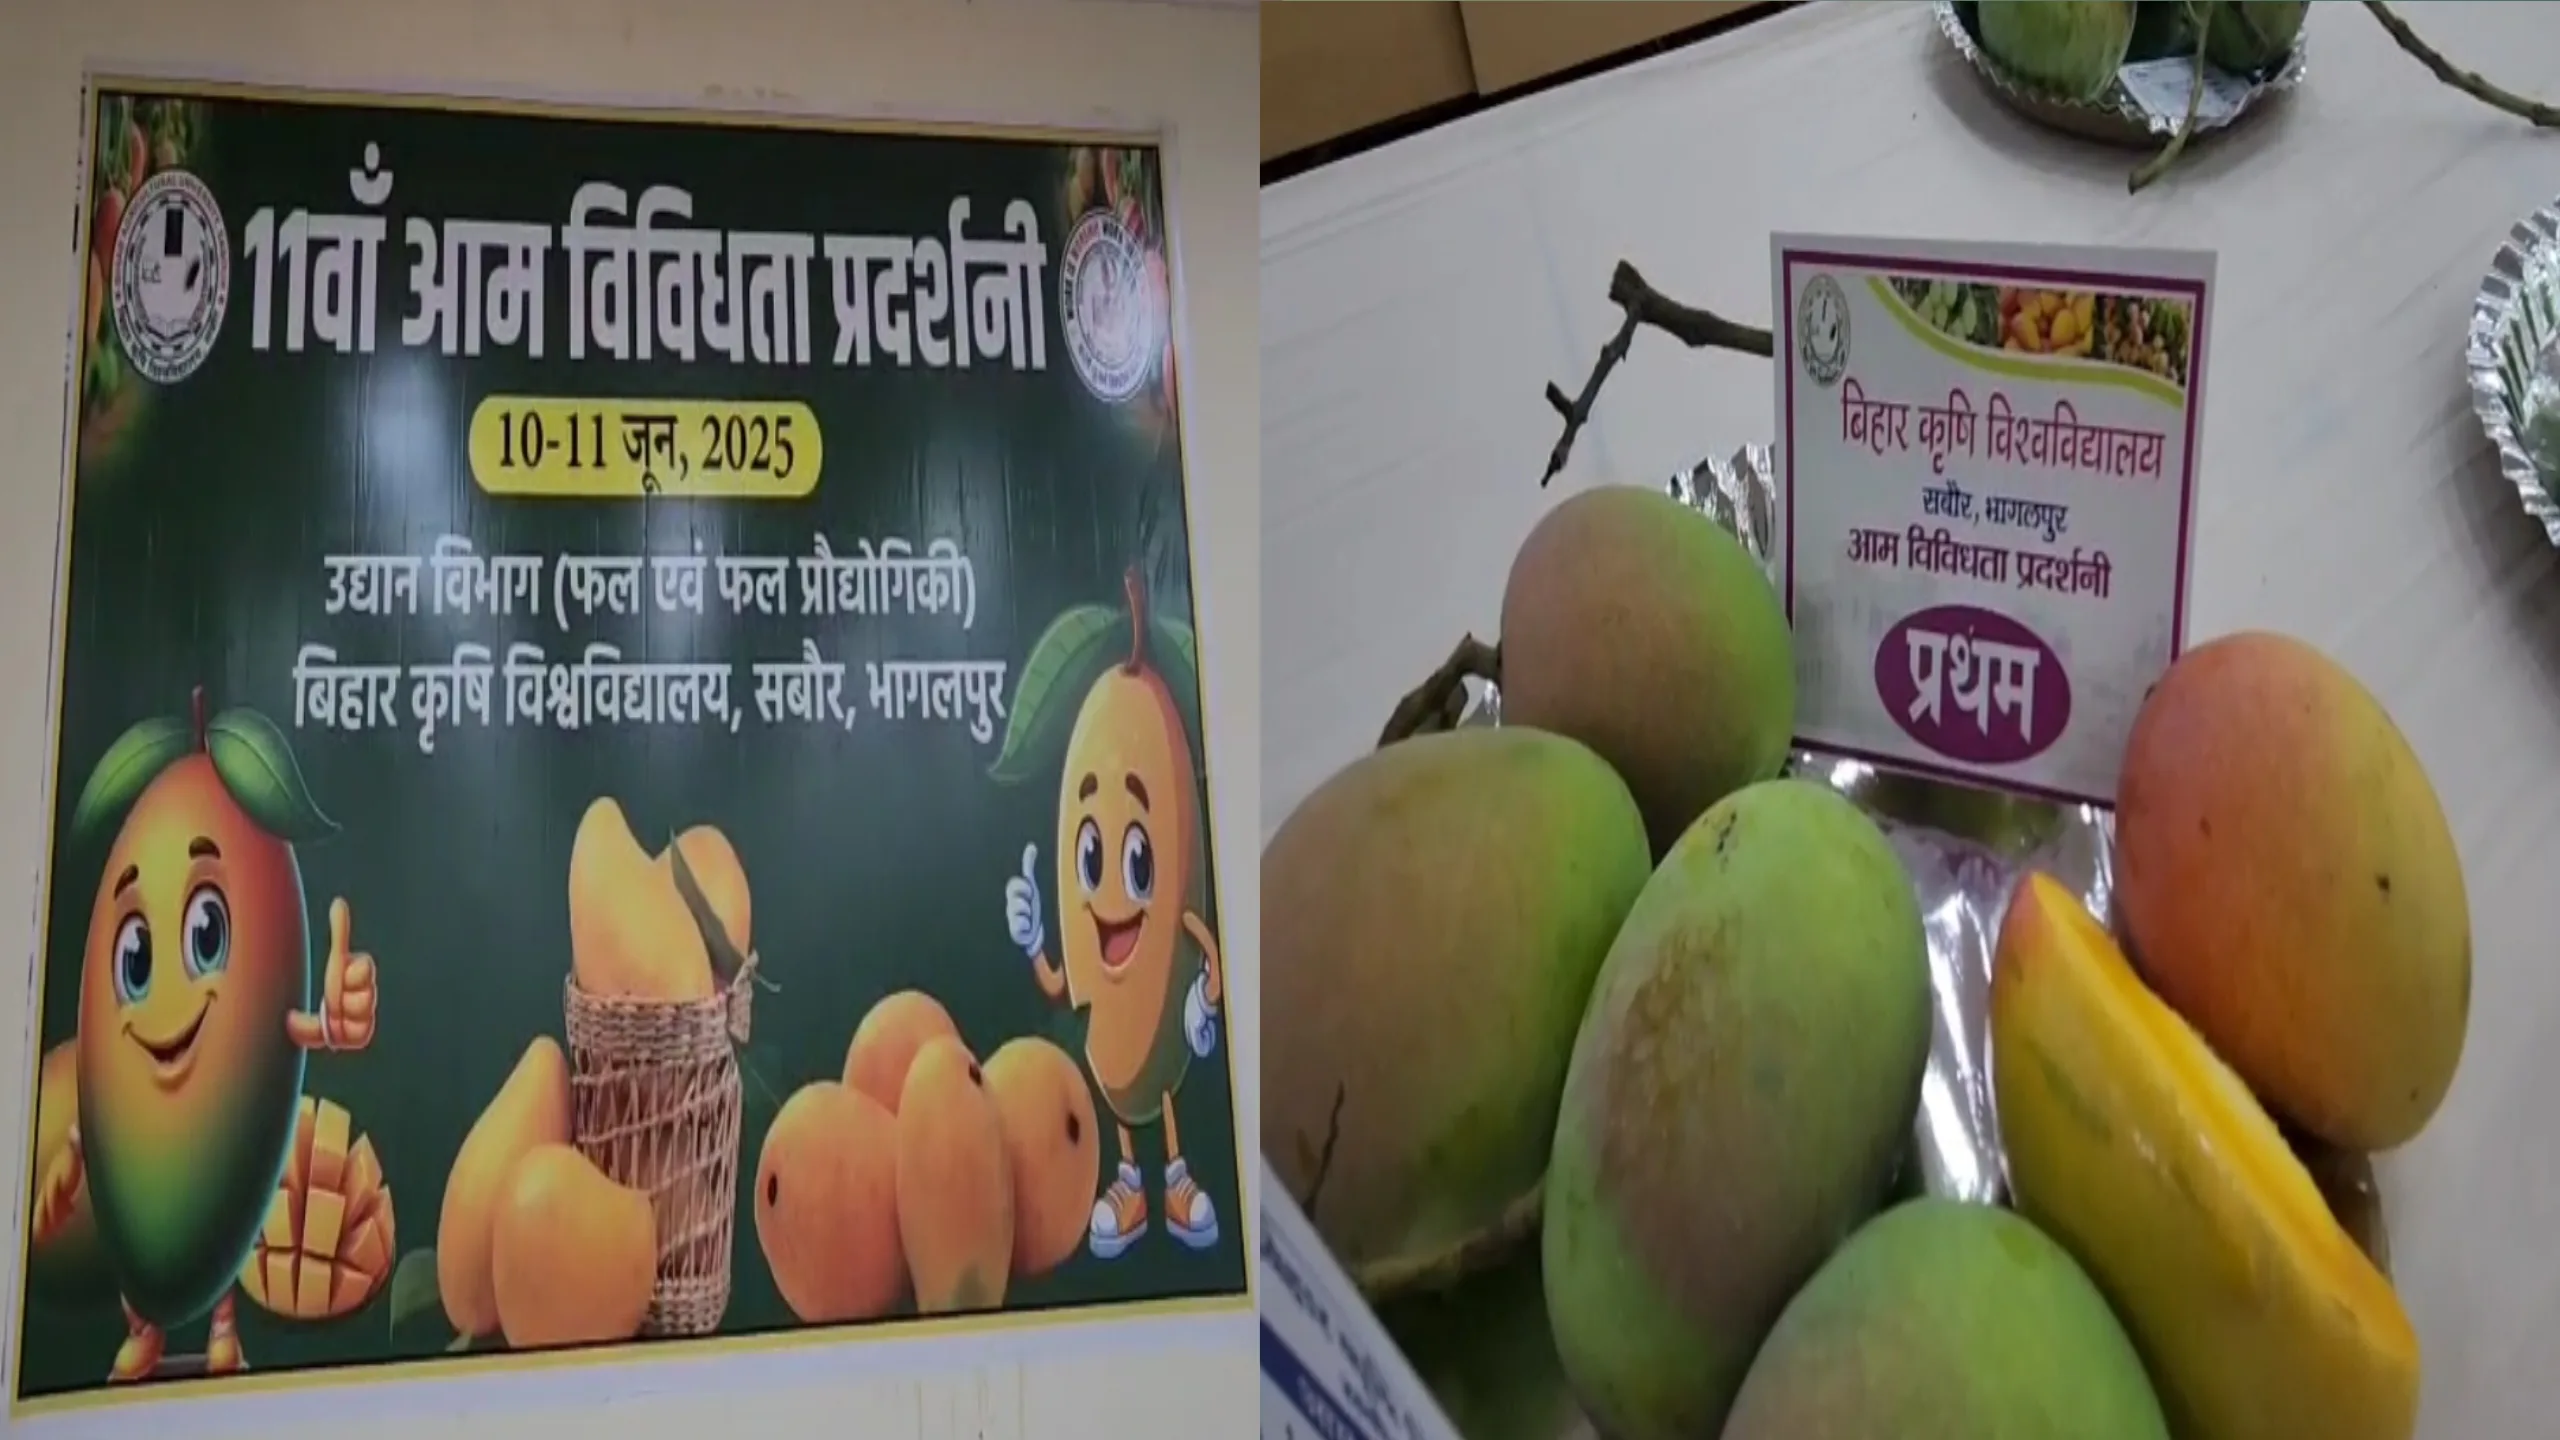 11वाँ आम विविधता प्रदर्शनी
10-11 जून, 2025
उद्यान विभाग (फल एवं फल प्रौद्योगिकी)
बिहार कृषि विश्वविद्यालय, सबौर, भागलपुर
बिहार कृषि विश्वविद्यालय
सबौर, भागलपुर
आम विविधता प्रदर्शनी
प्रथम